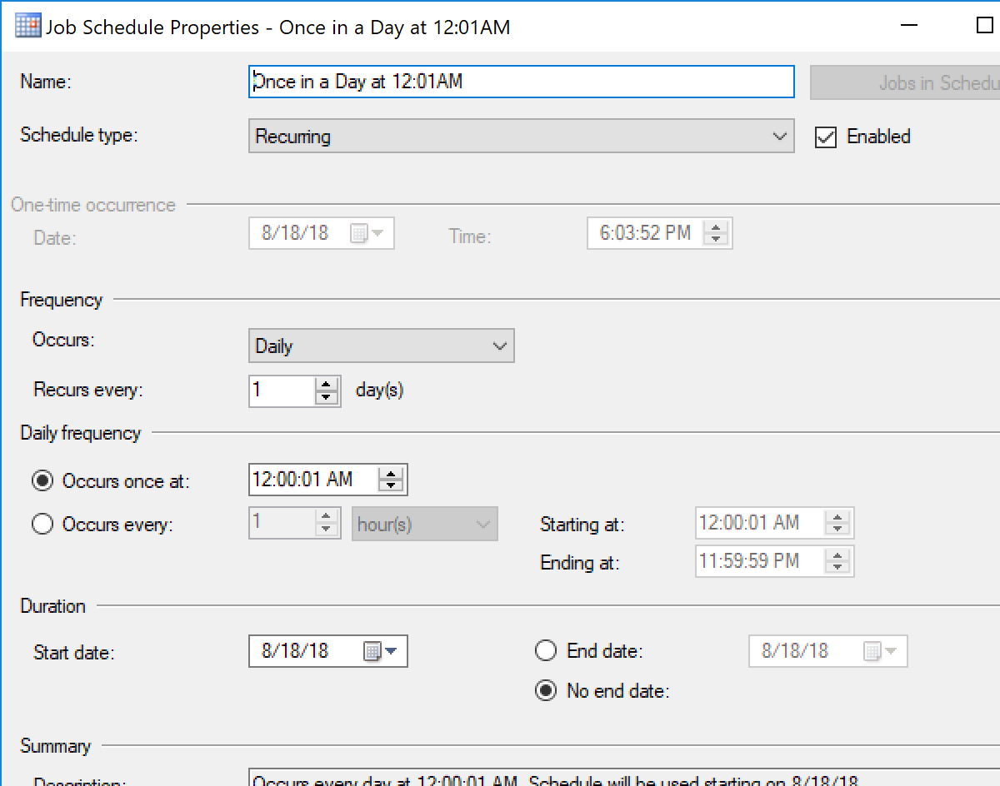 Job Schedule Properties - Once in a Day at 12:01AM
Name: Once in a Day at 12:01AM Jobs in Schedu
Schedule type: Recurring Enabled
One-time occurrence
Date: 8/18/18 Time: 6:03:52 PM
Frequency
Occurs: Daily
Recurs every: 1 day(s)
Daily frequency
Occurs once at: 12:00:01 AM
Occurs every: 1 hour(s) Starting at: 12:00:01 AM
Ending at: 11:59:59 PM
Duration
Start date: 8/18/18 End date: 8/18/18
No end date:
Summary
Description: Occurs every day at 12:00:01 AM. Schedule will be used starting on 8/18/18